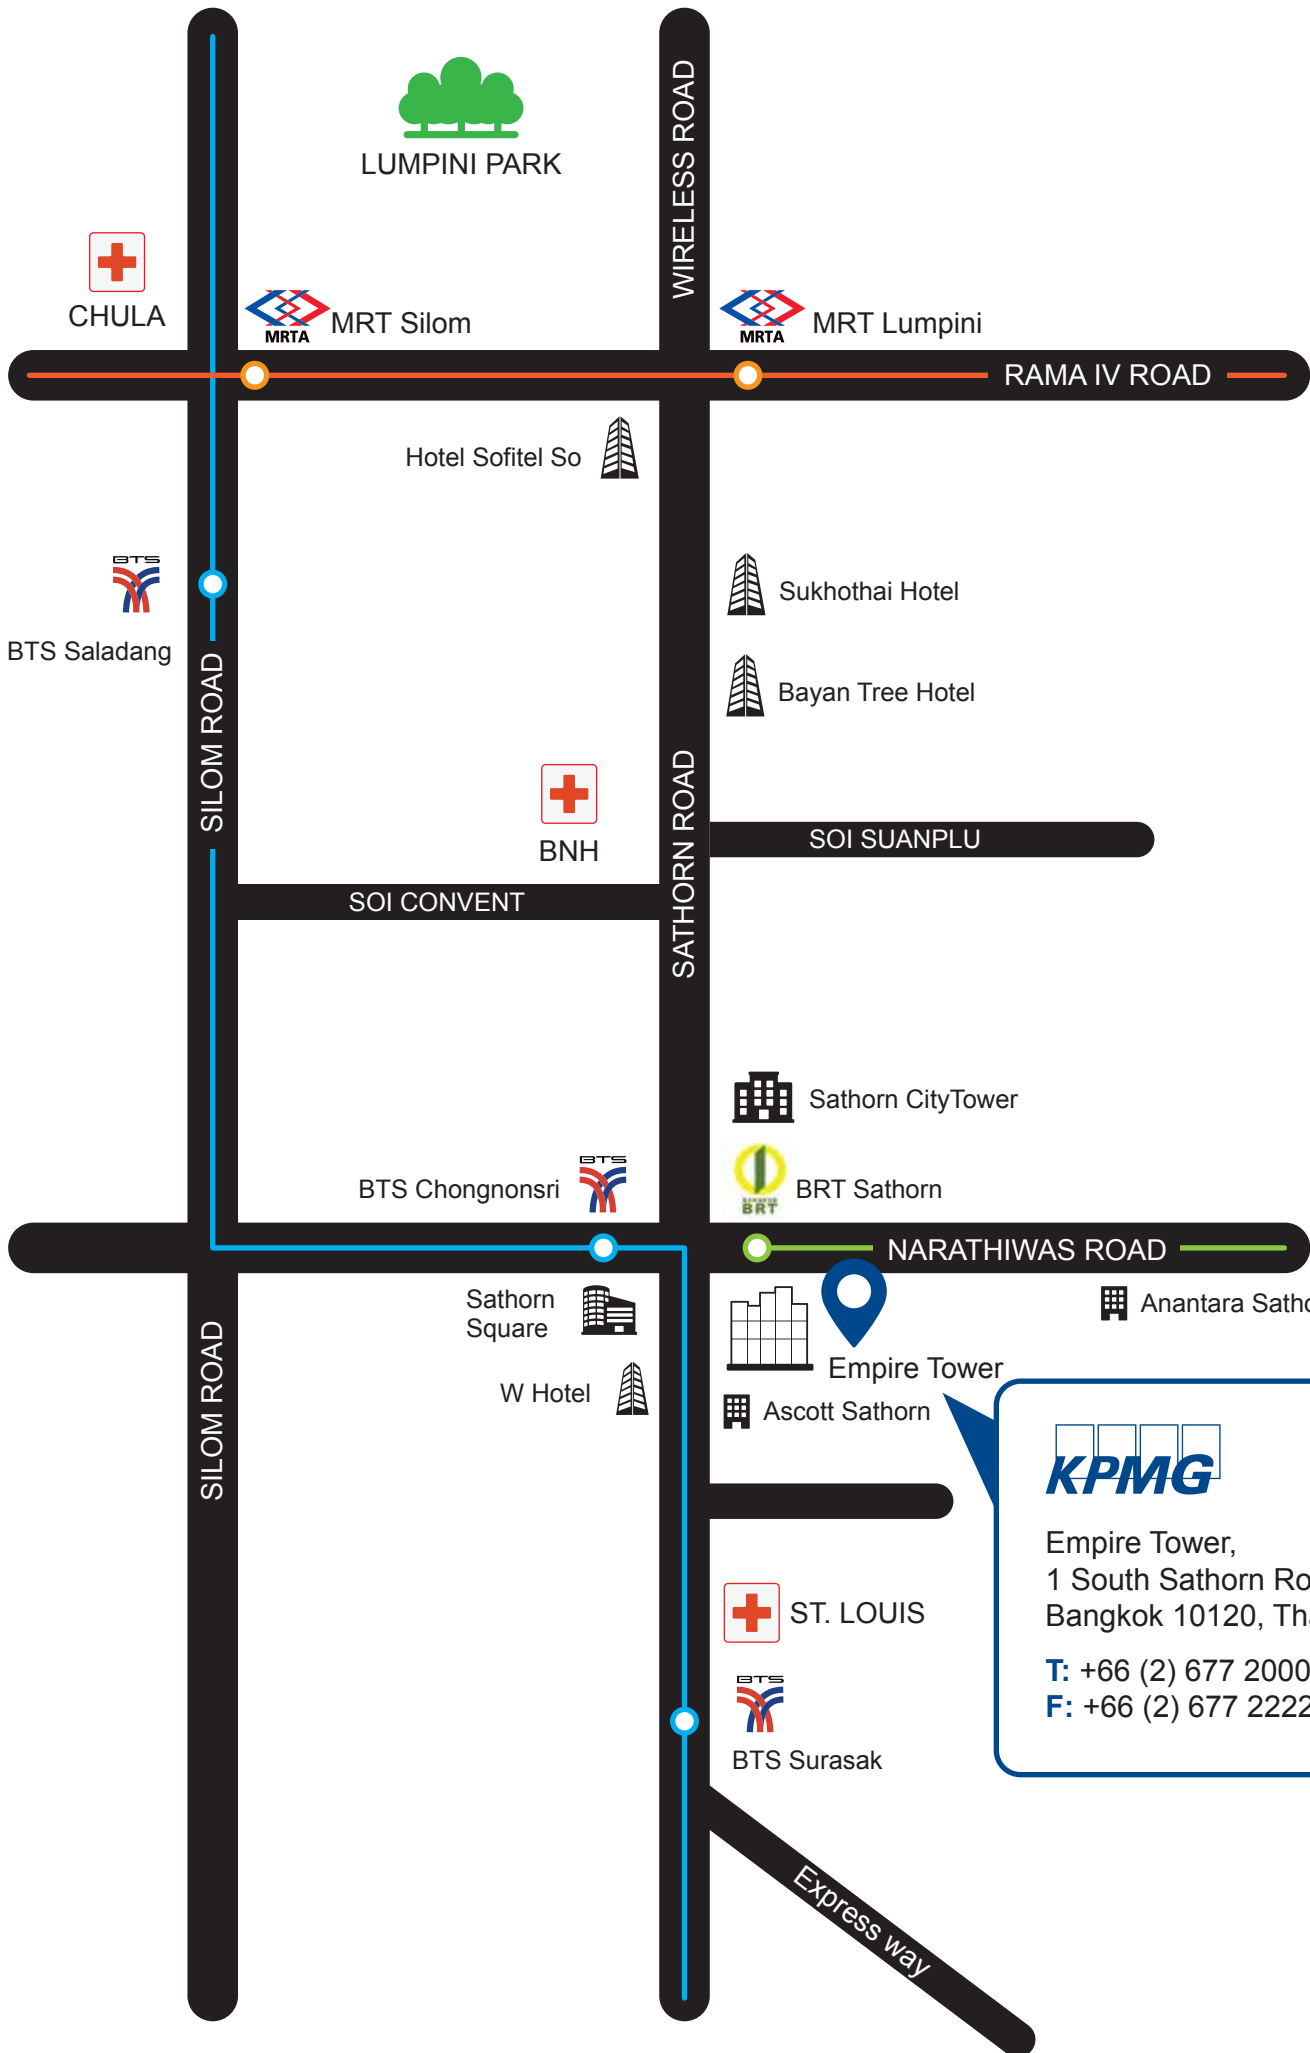 LUMPINI PARK
WIRELESS ROAD
CHULA
MRTA
MRT Silom
MRTA
MRT Lumpini
RAMA IV ROAD
Hotel Sofitel So
BTS
BTS Saladang
Sukhothai Hotel
Bayan Tree Hotel
SILOM ROAD
SATHORN ROAD
BNH
SOI SUANPLU
SOI CONVENT
Sathorn CityTower
BTS
BTS Chongnonsri
BRT
BRT Sathorn
NARATHIWAS ROAD
Sathorn
Square
Anantara Satho
Empire Tower
W Hotel
Ascott Sathorn
SILOM ROAD
KPMG
Empire Tower,
1 South Sathorn Ro
Bangkok 10120, Tha
T: +66 (2) 677 2000
F: +66 (2) 677 2222
ST. LOUIS
BTS
BTS Surasak
Express way